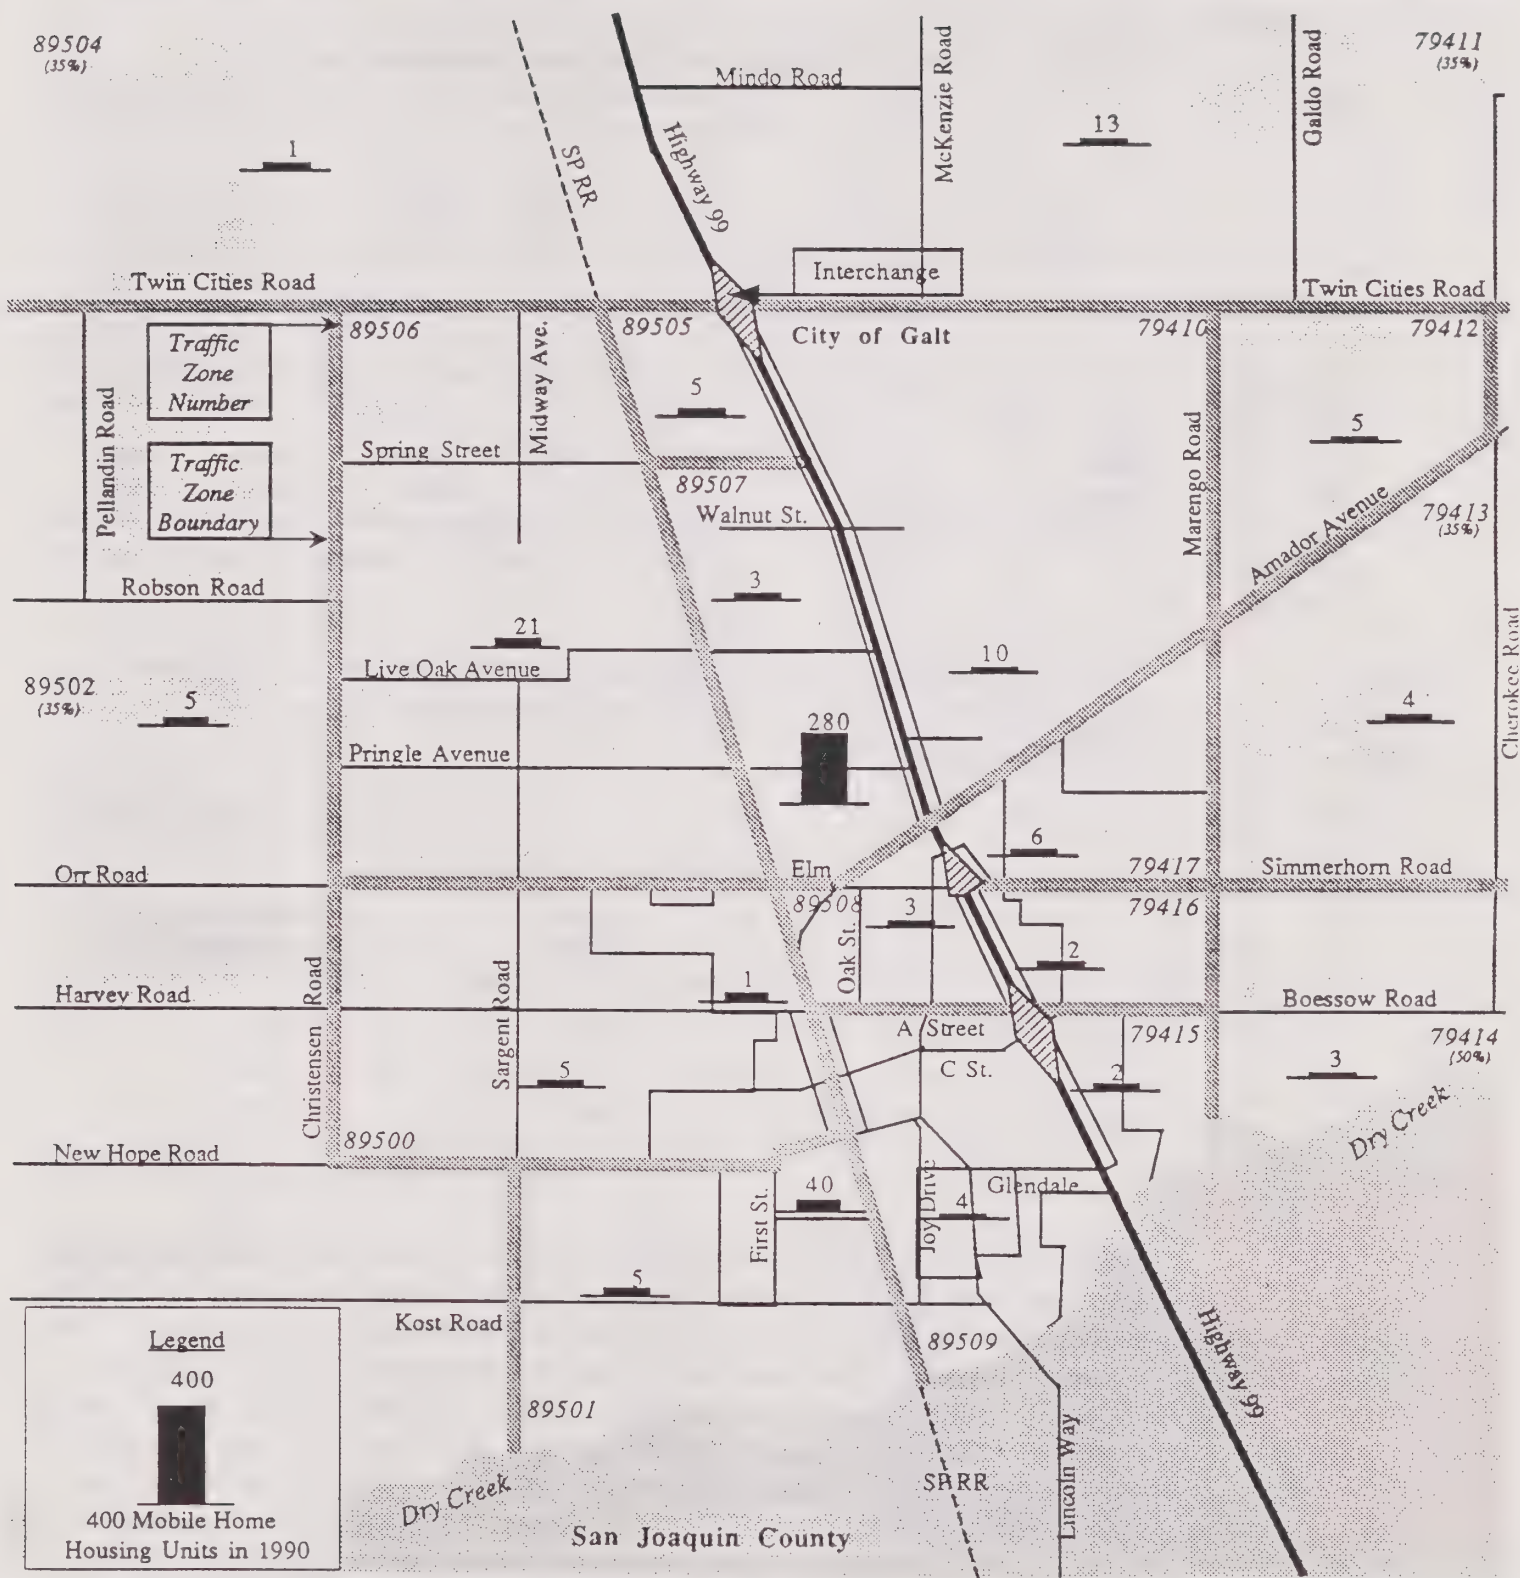 89504
(35%)
Mindo Road
McKenzie Road
Galdo Road
79411
(35%)
13
1
SP RR
Highway 99
Interchange
Twin Cities Road
Twin Cities Road
89506
89505
City of Galt
79410
79412
Traffic
Zone
Number
Midway Ave.
5
Pellandin Road
5
Spring Street
Marengo Road
Traffic
Zone
Boundary
89507
Walnut St.
Amador Avenue
79413
(35%)
Robson Road
3
21
10
Cherokee Road
Live Oak Avenue
89502
(35%)
5
4
280
Pringle Avenue
6
Orr Road
Elm
79417
Simmerhorn Road
89508
79416
3
Oak St.
2
Christensen Road
Sargent Road
Harvey Road
1
Boessow Road
A Street
79415
79414
(50%)
C St.
3
5
2
Dry Creek
89500
New Hope Road
40
First St.
Joy Drive
Glendale
4
5
Kost Road
Highway 99
89509
Legend
400
400 Mobile Home
Housing Units in 1990
89501
Dry Creek
SP RR
Lincoln Way
San Joaquin County